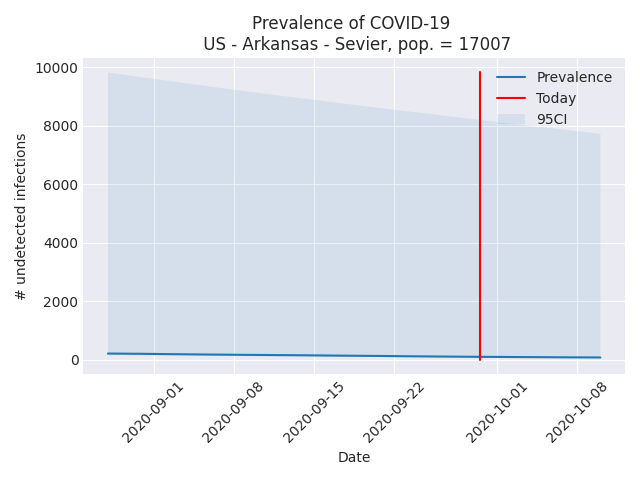 Prevalence of COVID-19
US - Arkansas - Sevier, pop. = 17007
10000
8000
6000
4000
2000
0
# undetected infections
Prevalence
Today
95CI
2020-09-01
2020-09-08
2020-09-15
2020-09-22
2020-10-01
2020-10-08
Date